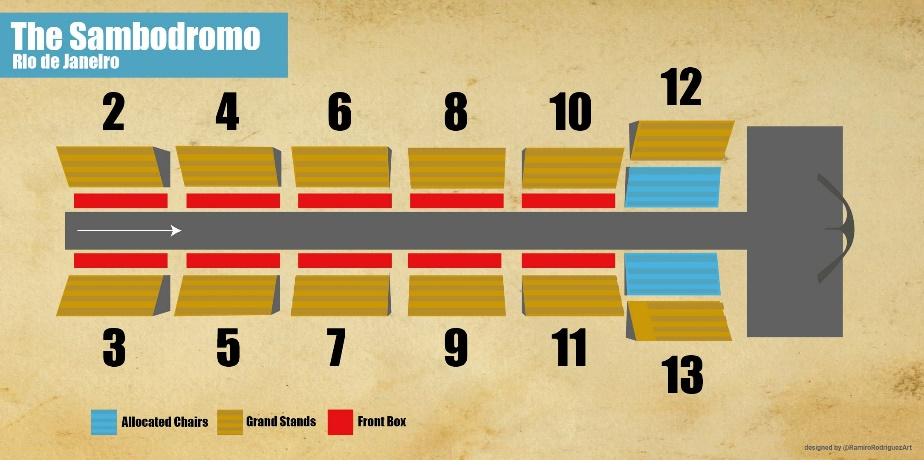 The Sambodromo
Rio de Janeiro
2 4 6 8 10 12
3 5 7 9 11 13
Allocated Chairs Grand Stands Front Box
designed by @RamiroRodriguezArt